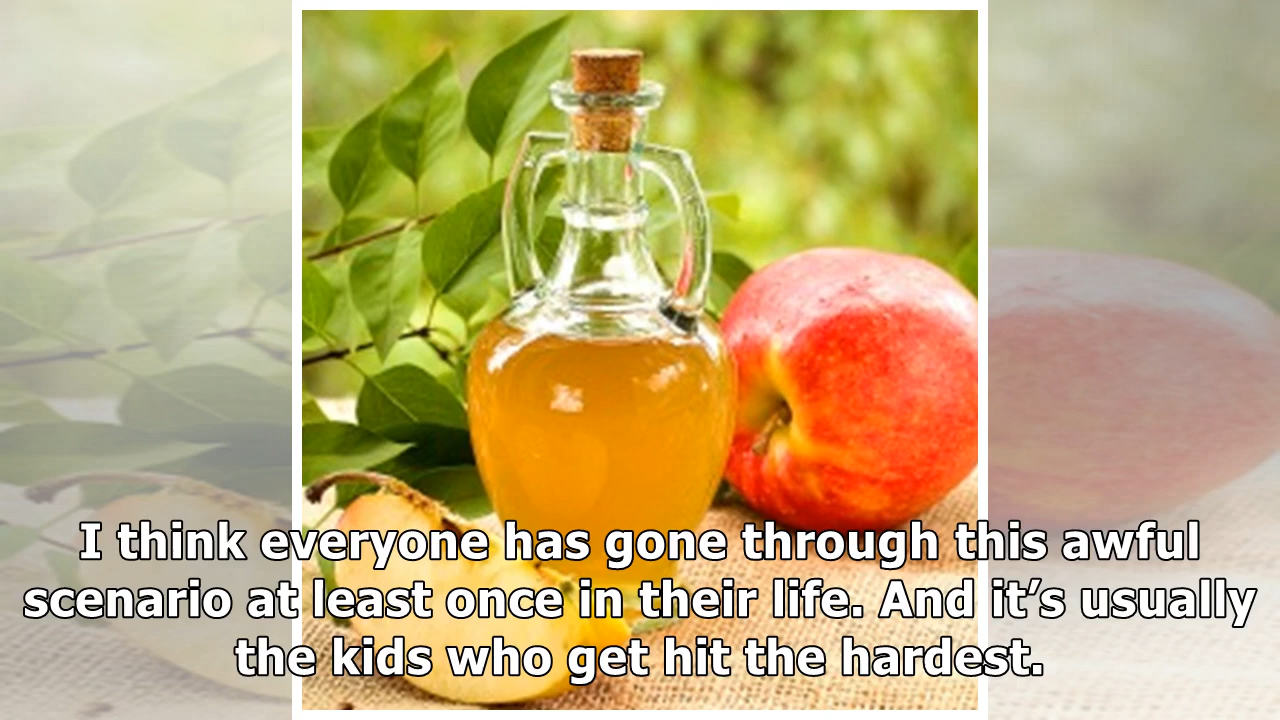 I think everyone has gone through this awful
scenario at least once in their life. And it’s usually
the kids who get hit the hardest.